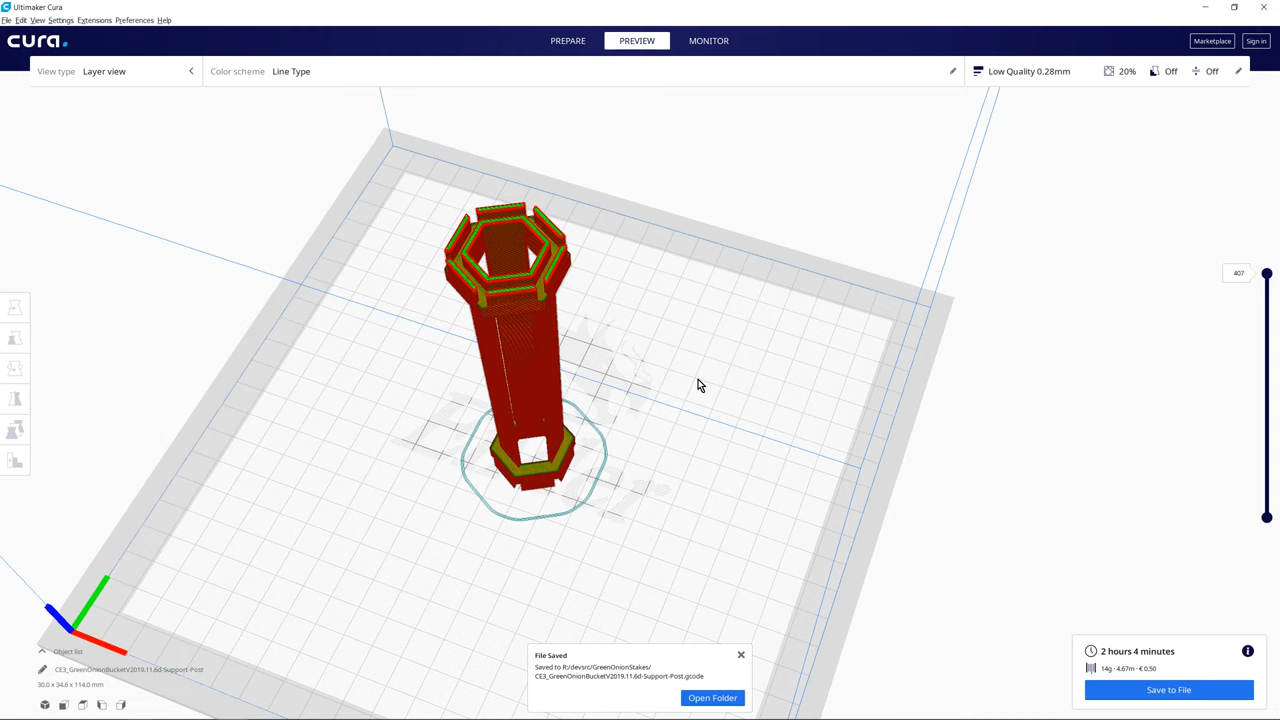 Ultimaker Cura
File Edit View Settings Extensions Preferences Help
cura.
PREPARE
PREVIEW
MONITOR
Marketplace
Sign in
View type Layer view
Color scheme Line Type
Low Quality 0.28mm
20%
Off
Off
407
Object list
CE3_GreenOnionBucketV2019.11.6d-Support-Post
30.0 x 34.6 x 114.0 mm
File Saved
Saved to R:/devsrc/GreenOnionStakes/
CE3_GreenOnionBucketV2019.11.6d-Support-Post.gcode
Open Folder
2 hours 4 minutes
14g · 4.67m · € 0.50
Save to File